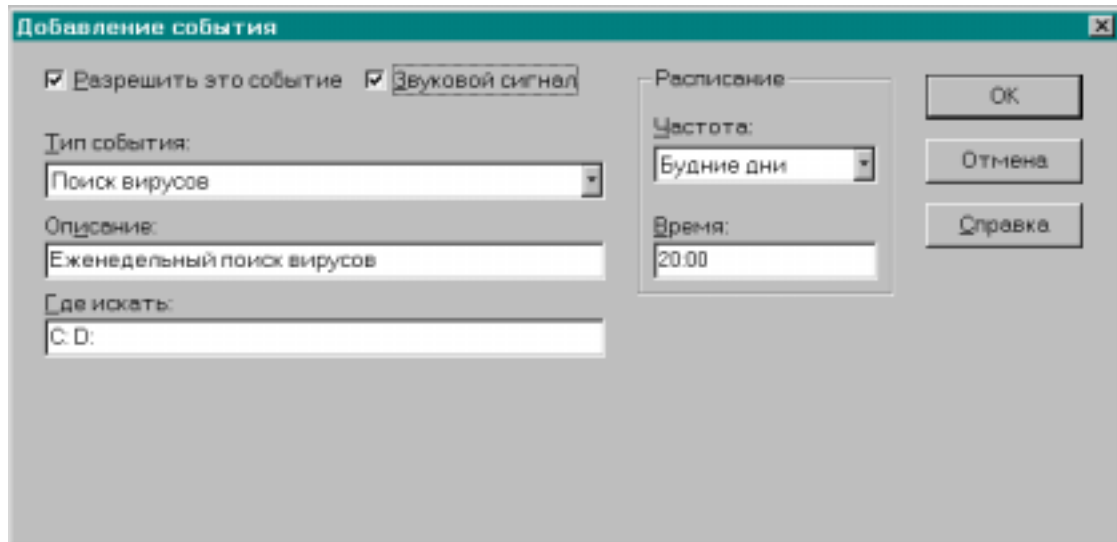 Добавление события
Разрешить это событие
Звуковой сигнал
Тип события:
Поиск вирусов
Описание:
Еженедельный поиск вирусов
Где искать:
C: D:
Расписание
Частота:
Будние дни
Время:
20:00
OK
Отмена
Справка